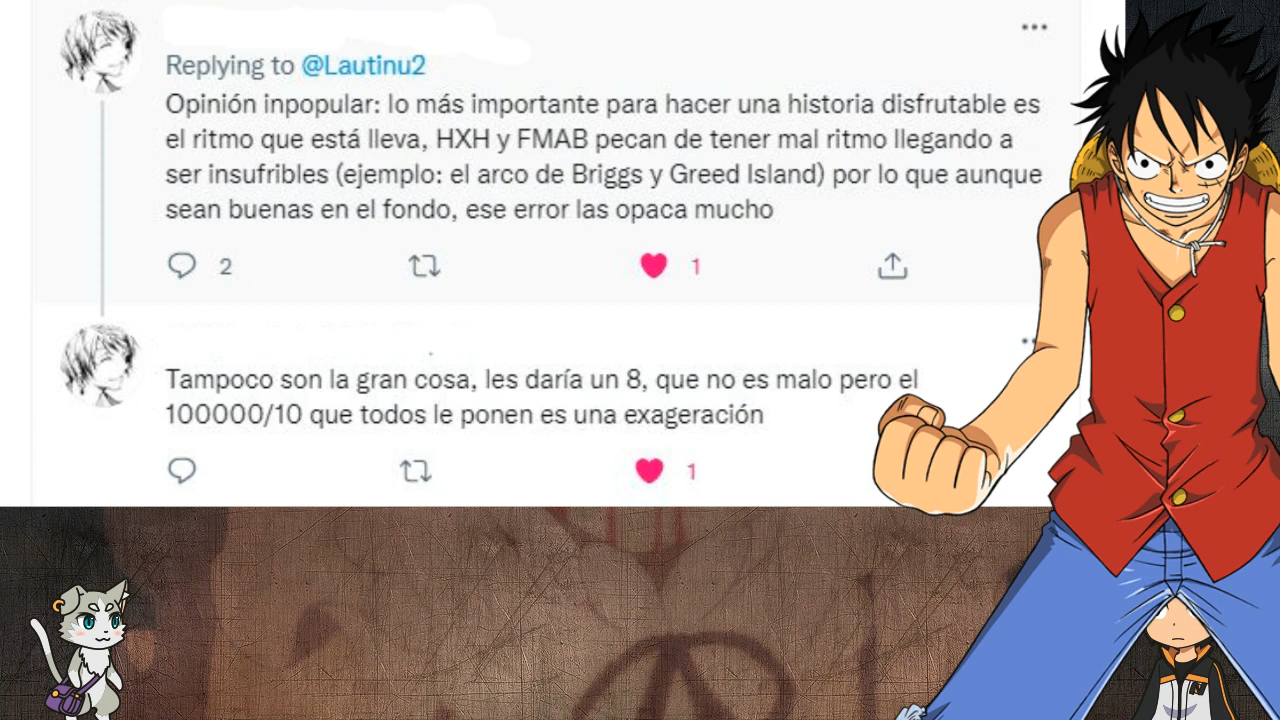 Replying to @Lautinu2
Opinión inpopular: lo más importante para hacer una historia disfrutable es
el ritmo que está lleva, HXH y FMAB pecan de tener mal ritmo llegando a
ser insufribles (ejemplo: el arco de Briggs y Greed Island) por lo que aunque
sean buenas en el fondo, ese error las opaca mucho
2 1
Tampoco son la gran cosa, les daría un 8, que no es malo pero el
100000/10 que todos le ponen es una exageración
1